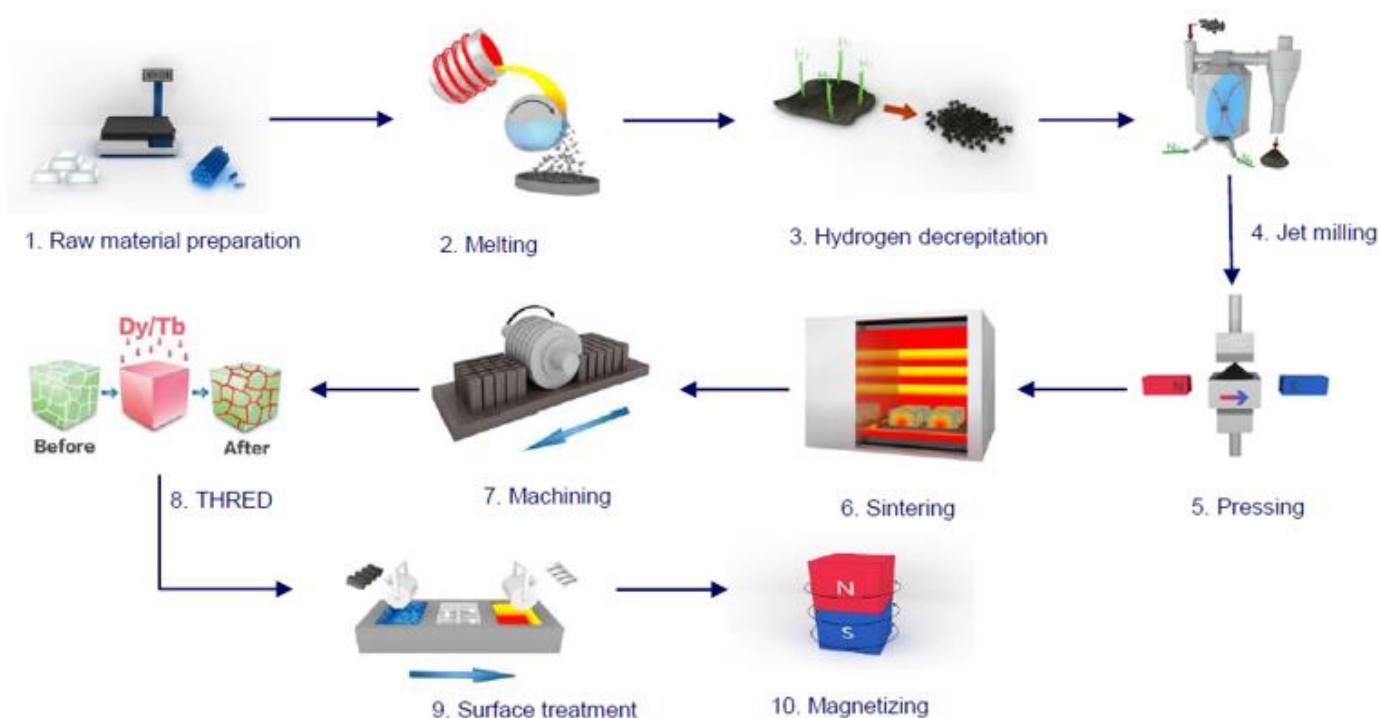 1. Raw material preparation
2. Melting
3. Hydrogen decrepitation
4. Jet milling
5. Pressing
6. Sintering
7. Machining
Dy/Tb
Before
After
8. THRED
9. Surface treatment
N
S
10. Magnetizing